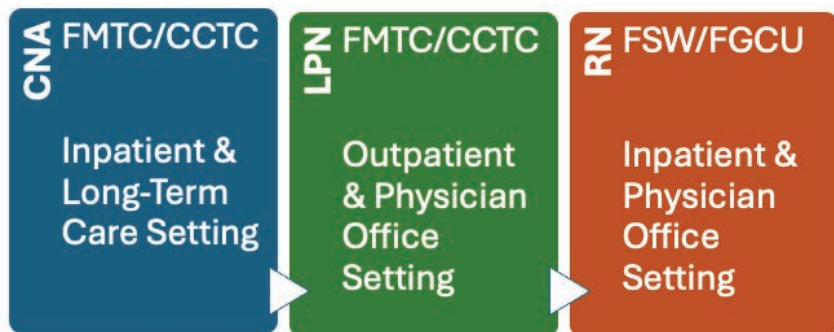 CNA
FMTC/CCTC
Inpatient &
Long-Term
Care Setting
LPN
FMTC/CCTC
Outpatient
& Physician
Office
Setting
RN
FSW/FGCU
Inpatient &
Physician
Office
Setting